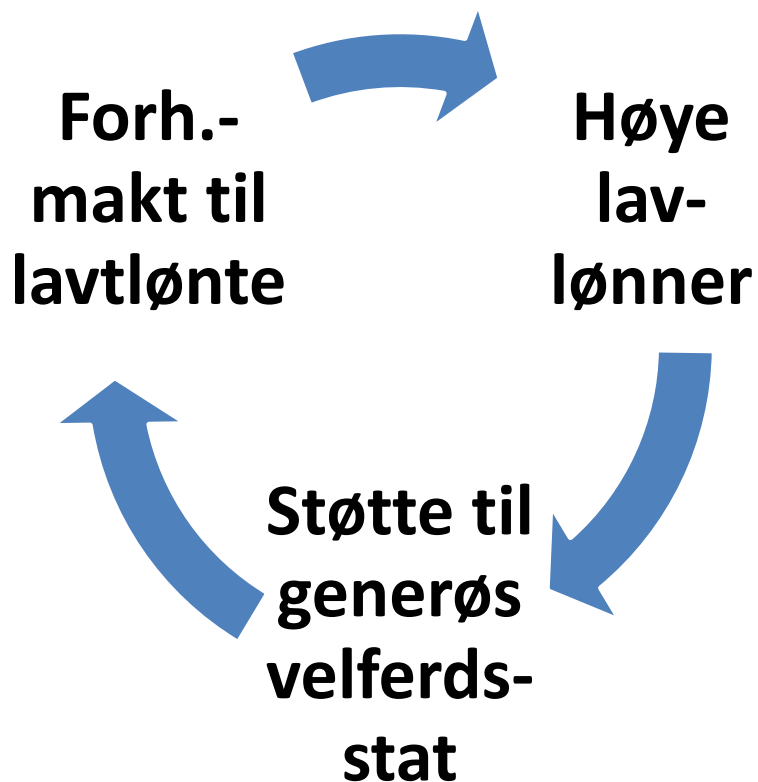 Forh.-
makt til
lavtlønte
Høye
lav-
lønner
Støtte til
generøs
velferds-
stat